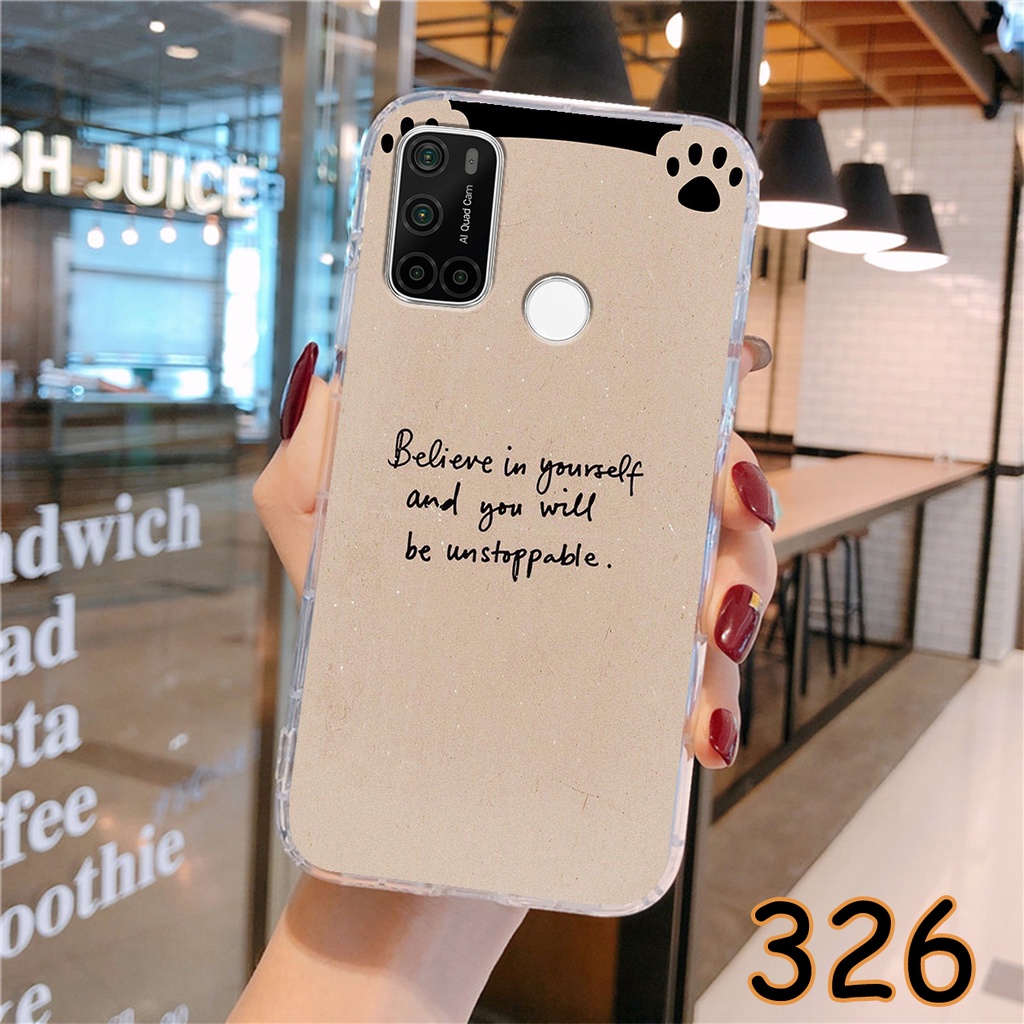 SH JUICE
AI Quad Cam
Believe in yourself
and you will
be unstoppable.
ndwich
ad
sta
ffee
oothie
ke
326